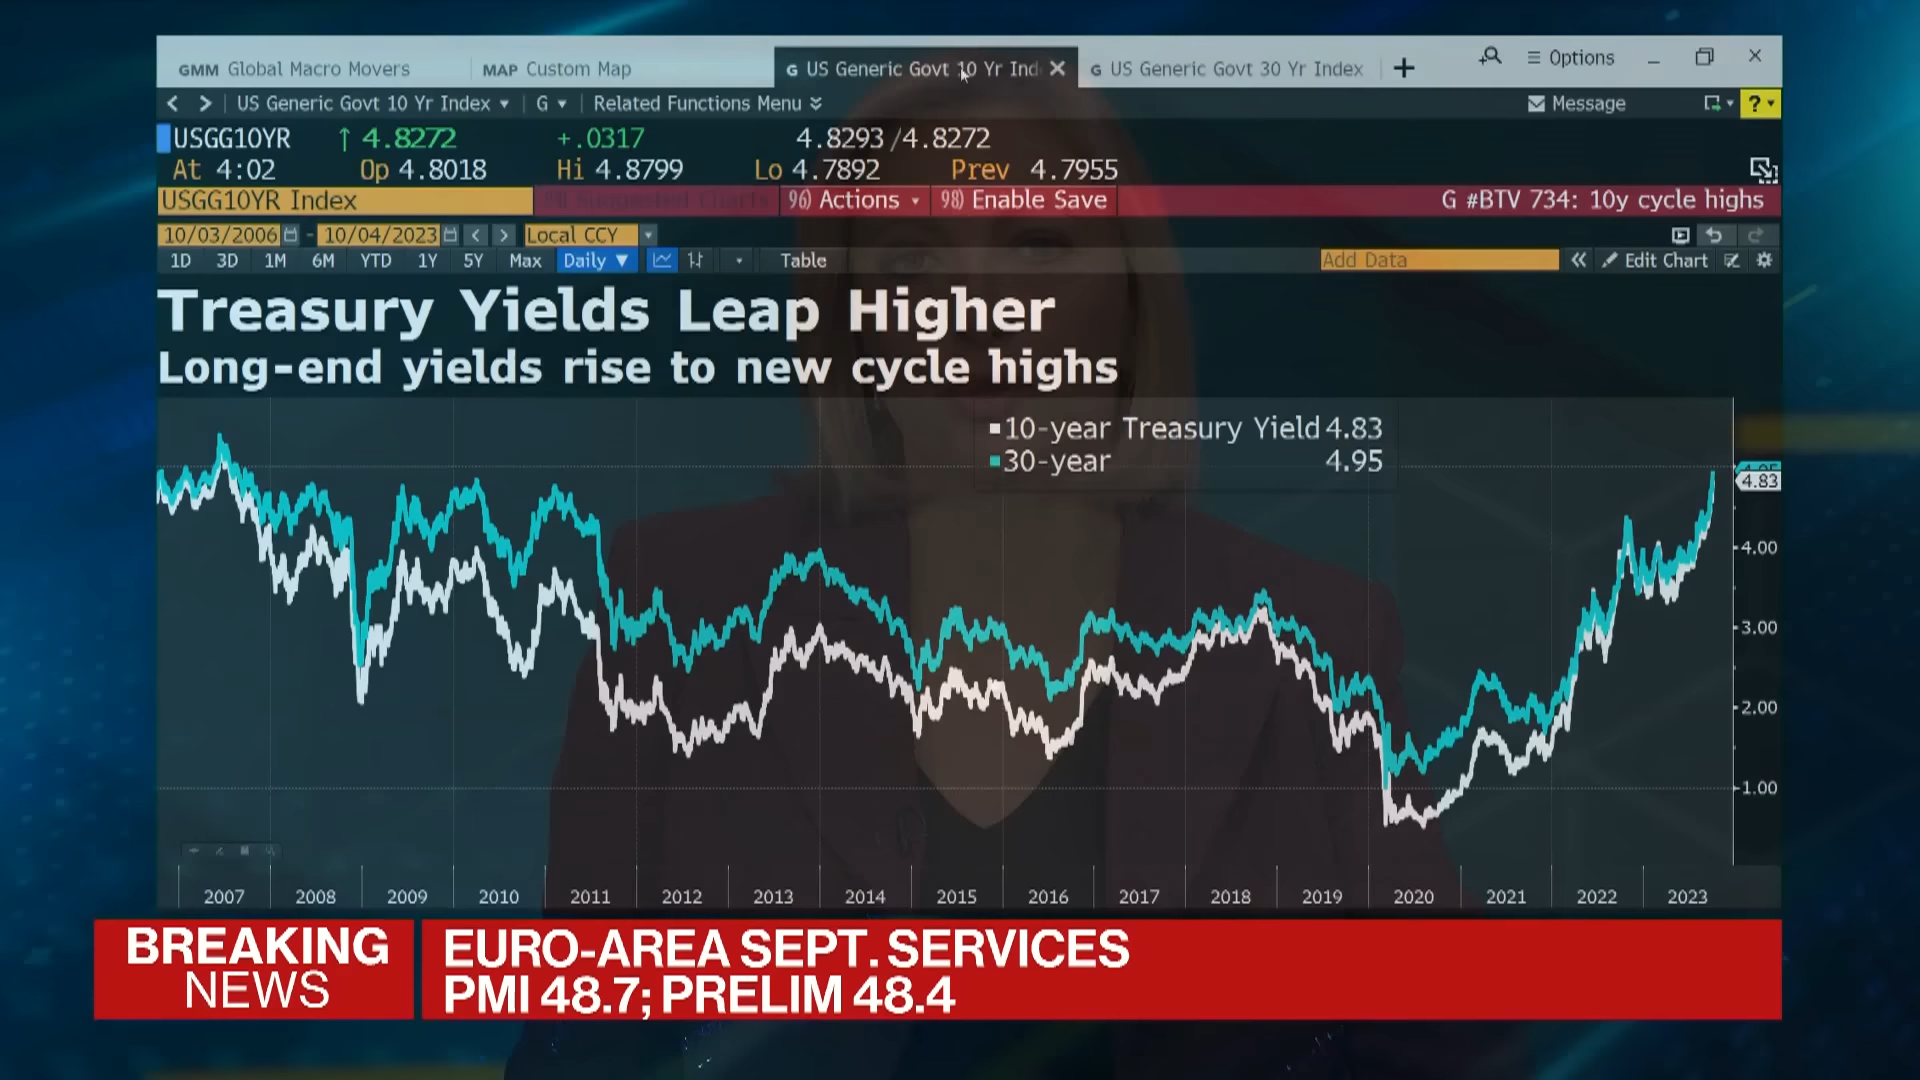 GMM Global Macro Movers
MAP Custom Map
G US Generic Govt 10 Yr Ind
G US Generic Govt 30 Yr Index
Options
US Generic Govt 10 Yr Index
G
Related Functions Menu
Message
?
USGG10YR ↑ 4.8272 +.0317 4.8293 /4.8272
At 4:02 Op 4.8018 Hi 4.8799 Lo 4.7892 Prev 4.7955
USGG10YR Index
96) Actions
98) Enable Save
G #BTV 734: 10y cycle highs
10/03/2006 - 10/04/2023
Local CCY
1D 3D 1M 6M YTD 1Y 5Y Max Daily ▼ Table
Add Data
« Edit Chart
Treasury Yields Leap Higher
Long-end yields rise to new cycle highs
10-year Treasury Yield 4.83
30-year 4.95
4.83
4.00
3.00
2.00
1.00
2007 2008 2009 2010 2011 2012 2013 2014 2015 2016 2017 2018 2019 2020 2021 2022 2023
BREAKING
NEWS
EURO-AREA SEPT. SERVICES
PMI 48.7; PRELIM 48.4